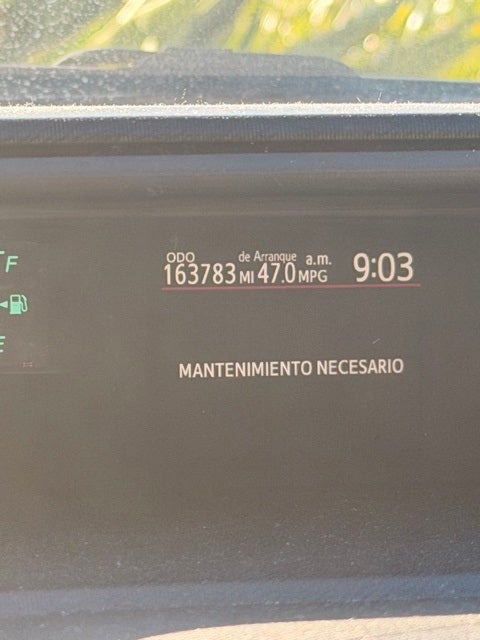 F
E
ODO de Arranque a.m.
163783 MI 47.0 MPG 9:03
MANTENIMIENTO NECESARIO